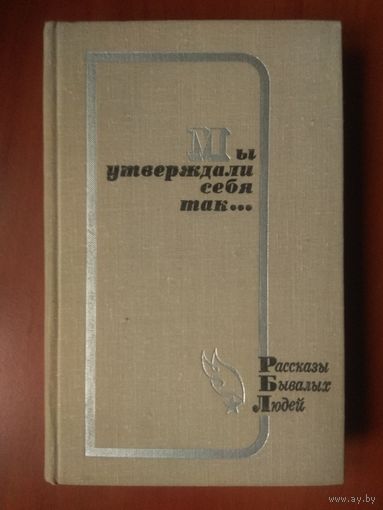 Мы
утверждали
себя
так...
Рассказы
Бывалых
Людей
www.ay.by